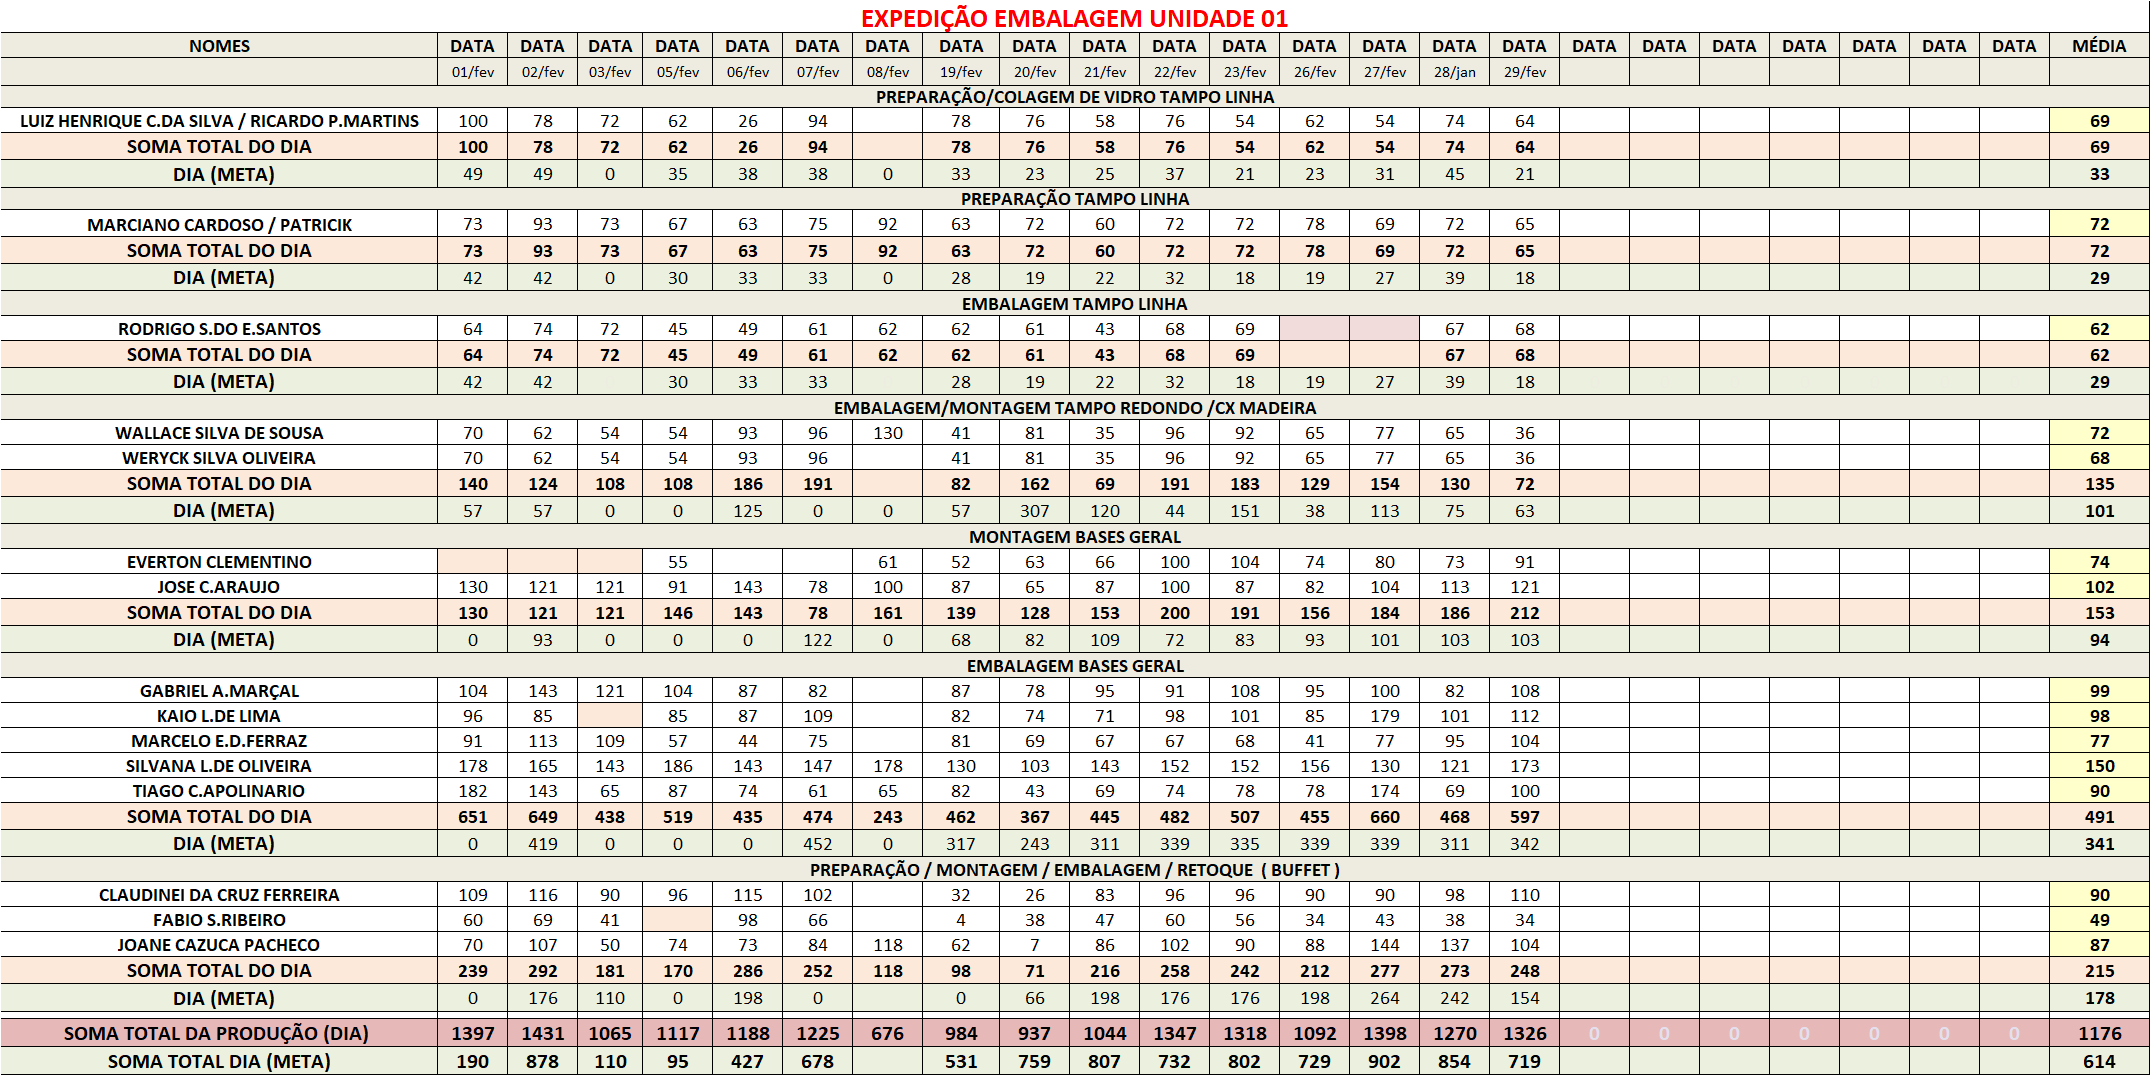 EXPEDIÇÃO EMBALAGEM UNIDADE 01
NOMES DATA DATA DATA DATA DATA DATA DATA DATA DATA DATA DATA DATA DATA DATA DATA DATA DATA DATA DATA DATA DATA DATA DATA MÉDIA
01/fev 02/fev 03/fev 05/fev 06/fev 07/fev 08/fev 19/fev 20/fev 21/fev 22/fev 23/fev 26/fev 27/fev 28/jan 29/fev
PREPARAÇÃO/COLAGEM DE VIDRO TAMPO LINHA
LUIZ HENRIQUE C.DA SILVA / RICARDO P.MARTINS 100 78 72 62 26 94 78 76 58 76 54 62 54 74 64 69
SOMA TOTAL DO DIA 100 78 72 62 26 94 78 76 58 76 54 62 54 74 64 69
DIA (META) 49 49 0 35 38 38 0 33 23 25 37 21 23 31 45 21 33
PREPARAÇÃO TAMPO LINHA
MARCIANO CARDOSO / PATRICIK 73 93 73 67 63 75 92 63 72 60 72 72 78 69 72 65 72
SOMA TOTAL DO DIA 73 93 73 67 63 75 92 63 72 60 72 72 78 69 72 65 72
DIA (META) 42 42 0 30 33 33 0 28 19 22 32 18 19 27 39 18 29
EMBALAGEM TAMPO LINHA
RODRIGO S.DO E.SANTOS 64 74 72 45 49 61 62 62 61 43 68 69 67 68 62
SOMA TOTAL DO DIA 64 74 72 45 49 61 62 62 61 43 68 69 67 68 62
DIA (META) 42 42 30 33 33 28 19 22 32 18 19 27 39 18 29
EMBALAGEM/MONTAGEM TAMPO REDONDO /CX MADEIRA
WALLACE SILVA DE SOUSA 70 62 54 54 93 96 130 41 81 35 96 92 65 77 65 36 72
WERYCK SILVA OLIVEIRA 70 62 54 54 93 96 41 81 35 96 92 65 77 65 36 68
SOMA TOTAL DO DIA 140 124 108 108 186 191 82 162 69 191 183 129 154 130 72 135
DIA (META) 57 57 0 0 125 0 0 57 307 120 44 151 38 113 75 63 101
MONTAGEM BASES GERAL
EVERTON CLEMENTINO 55 61 52 63 66 100 104 74 80 73 91 74
JOSE C.ARAUJO 130 121 121 91 143 78 100 87 65 87 100 87 82 104 113 121 102
SOMA TOTAL DO DIA 130 121 121 146 143 78 161 139 128 153 200 191 156 184 186 212 153
DIA (META) 0 93 0 0 0 122 0 68 82 109 72 83 93 101 103 103 94
EMBALAGEM BASES GERAL
GABRIEL A.MARÇAL 104 143 121 104 87 82 87 78 95 91 108 95 100 82 108 99
KAIO L.DE LIMA 96 85 85 87 109 82 74 71 98 101 85 179 101 112 98
MARCELO E.D.FERRAZ 91 113 109 57 44 75 81 69 67 67 68 41 77 95 104 77
SILVANA L.DE OLIVEIRA 178 165 143 186 143 147 178 130 103 143 152 152 156 130 121 173 150
TIAGO C.APOLINARIO 182 143 65 87 74 61 65 82 43 69 74 78 78 174 69 100 90
SOMA TOTAL DO DIA 651 649 438 519 435 474 243 462 367 445 482 507 455 660 468 597 491
DIA (META) 0 419 0 0 0 452 0 317 243 311 339 335 339 339 311 342 341
PREPARAÇÃO / MONTAGEM / EMBALAGEM / RETOQUE ( BUFFET )
CLAUDINEI DA CRUZ FERREIRA 109 116 90 96 115 102 32 26 83 96 96 90 90 98 110 90
FABIO S.RIBEIRO 60 69 41 98 66 4 38 47 60 56 34 43 38 34 49
JOANE CAZUCA PACHECO 70 107 50 74 73 84 118 62 7 86 102 90 88 144 137 104 87
SOMA TOTAL DO DIA 239 292 181 170 286 252 118 98 71 216 258 242 212 277 273 248 215
DIA (META) 0 176 110 0 198 0 0 66 198 176 176 198 264 242 154 178
SOMA TOTAL DA PRODUÇÃO (DIA) 1397 1431 1065 1117 1188 1225 676 984 937 1044 1347 1318 1092 1398 1270 1326 0 0 0 0 0 0 0 1176
SOMA TOTAL DIA (META) 190 878 110 95 427 678 531 759 807 732 802 729 902 854 719 614